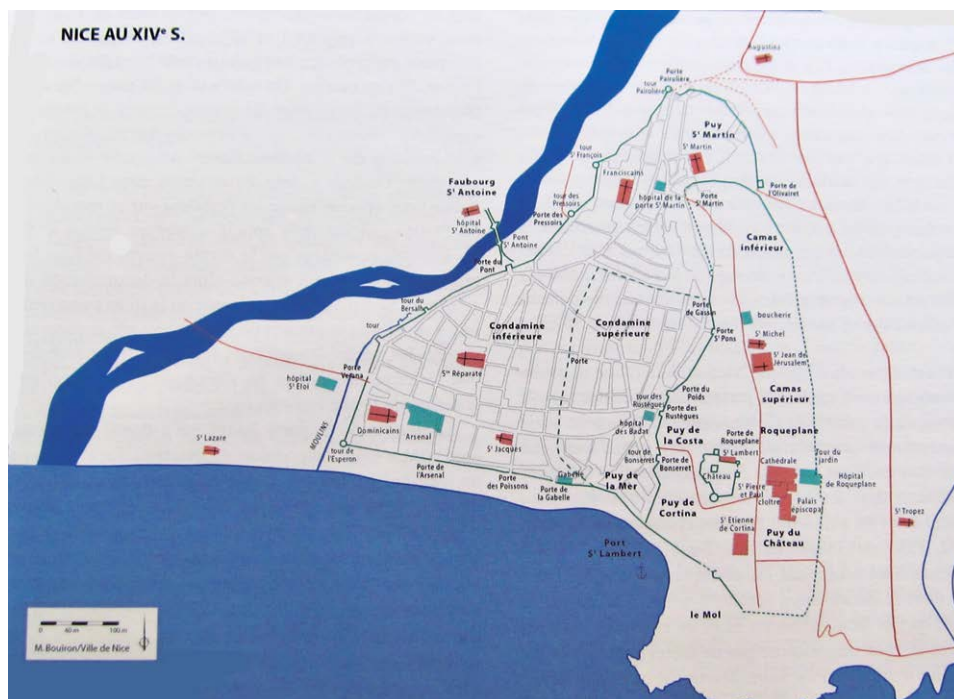 NICE AU XIVe S.
Augustins
Porte
Pairolière
tour
Pairolière
Puy
St Martin
tour
St François
St Martin
Franciscains
Faubourg
St Antoine
tour des
Pressoirs
hôpital de la
porte St Martin
Porte
St Martin
Porte de
l'Olivairet
hôpital
St Antoine
Porte des
Pressoirs
Pont
St Antoine
Camas
inférieur
Porte du
Pont
tour du
Bersalh
Porte
de Gassin
boucherie
tour
Condamine
inférieure
Condamine
supérieure
Porte
St Pons
St Michel
St Jean de
Jérusalem
Ste Réparate
Porte
Porte
hôpital
St Eloi
Porte du
Poids
Camas
supérieur
tour des
Rustègues
Porte des
Rustègues
Dominicains
Arsenal
hôpital
des Badat
Puy de
la Costa
Roqueplane
MOULINS
St Lazare
St Jacques
Porte de
Roqueplane
St Lambert
tour de
l'Esperon
tour de
Bonserret
Porte de
Bonserret
Cathédrale
Tour du
jardin
Porte de
l'Arsenal
Porte
des Poissons
Gabelle
Porte de
la Gabelle
Puy de
la Mer
Château
Hôpital
de Roqueplane
St Pierre
et Paul
cloître
Palais
épiscopal
Puy de
Cortina
St Etienne
de Cortina
St Tropez
Puy du
Château
Port
St Lambert
le Mol
0 40 m 100 m
M. Bouiron/Ville de Nice